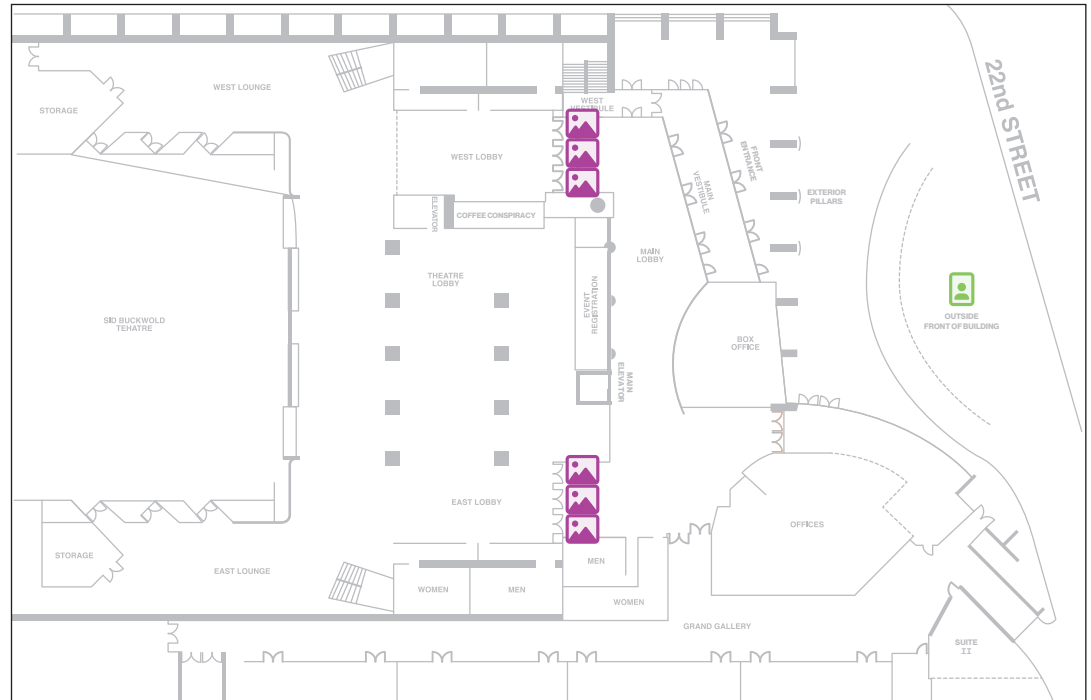 22nd STREET
WEST LOUNGE
STORAGE
WEST
VESTIBULE
WEST LOBBY
FRONT
ENTRANCE
MAIN
VESTIBULE
EXTERIOR
PILLARS
ELEVATOR
COFFEE CONSPIRACY
MAIN
LOBBY
THEATRE
LOBBY
EVENT
REGISTRATION
SID BUCKWOLD
TEHATRE
OUTSIDE
FRONT OF BUILDING
BOX
OFFICE
MAIN
ELEVATOR
EAST LOBBY
OFFICES
STORAGE
EAST LOUNGE
MEN
WOMEN
MEN
WOMEN
GRAND GALLERY
SUITE
II